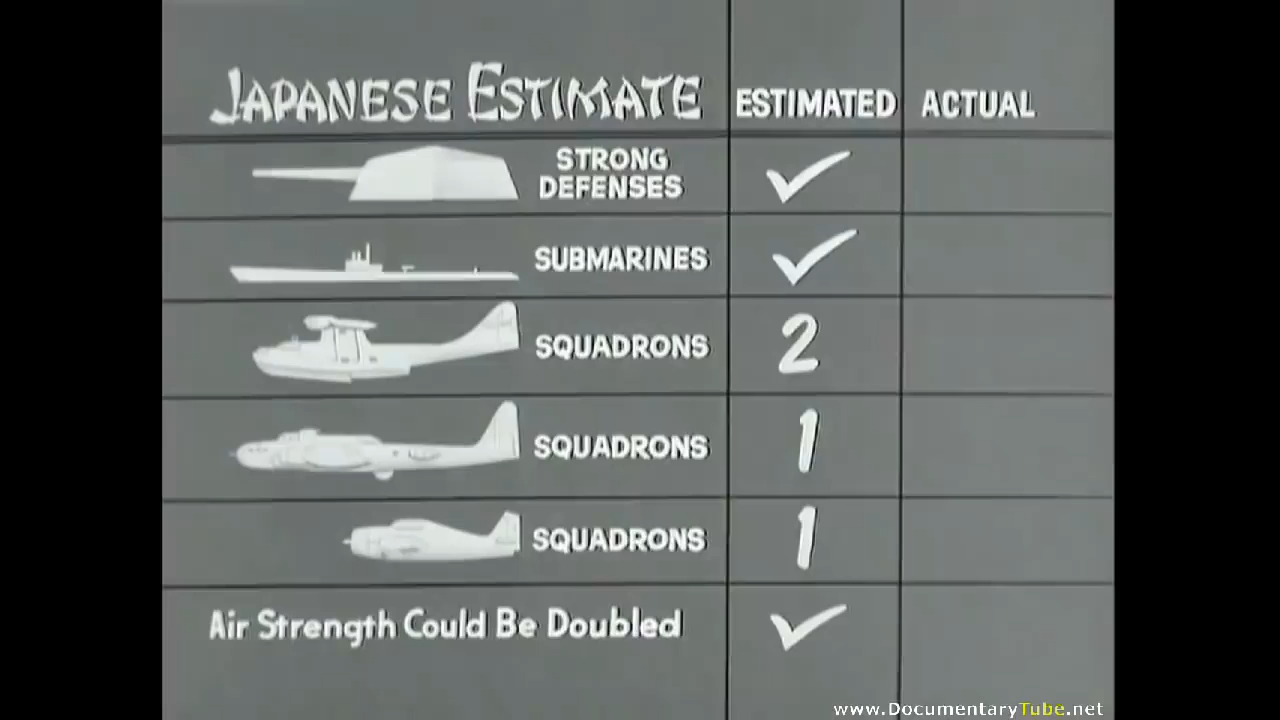 JAPANESE ESTIMATE ESTIMATED ACTUAL
STRONG
DEFENSES ✓
SUBMARINES ✓
SQUADRONS 2
SQUADRONS 1
SQUADRONS 1
Air Strength Could Be Doubled ✓
www.DocumentaryTube.net